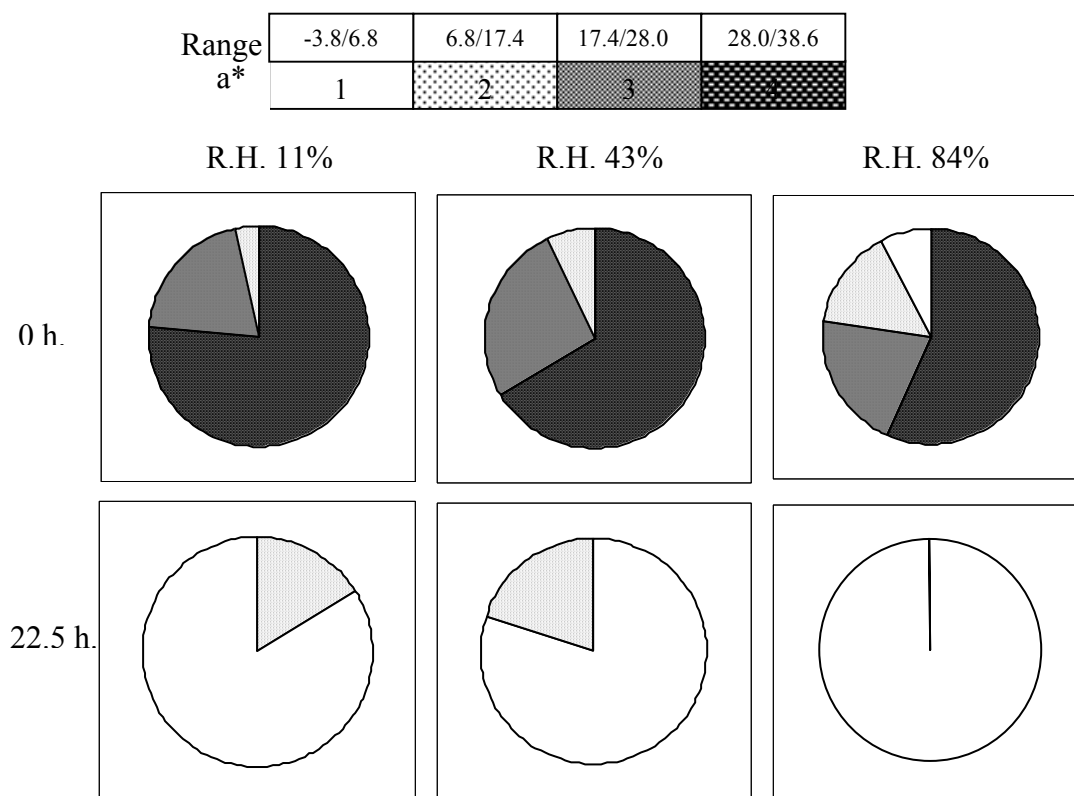 Range a*
-3.8/6.8 6.8/17.4 17.4/28.0 28.0/38.6
1 2 3 4
R.H. 11% R.H. 43% R.H. 84%
0 h.
22.5 h.